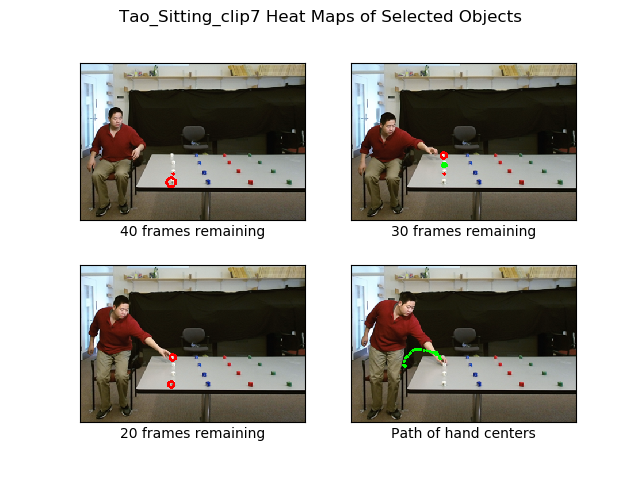 Tao_Sitting_clip7 Heat Maps of Selected Objects
40 frames remaining
30 frames remaining
20 frames remaining
Path of hand centers